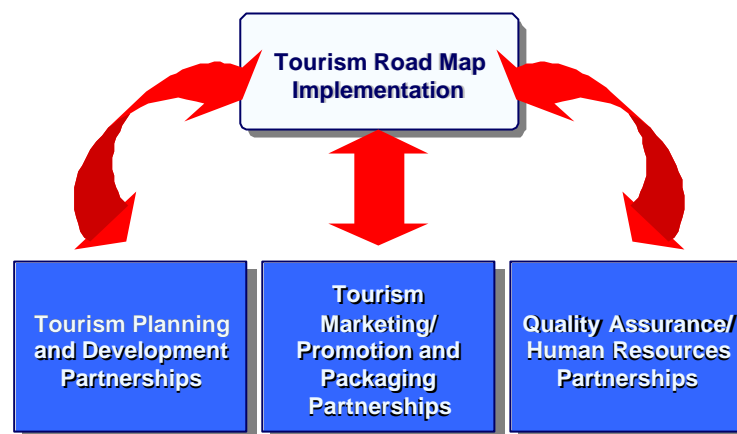 Tourism Road Map
Implementation
Tourism Planning
and Development
Partnerships
Tourism
Marketing/
Promotion and
Packaging
Partnerships
Quality Assurance/
Human Resources
Partnerships